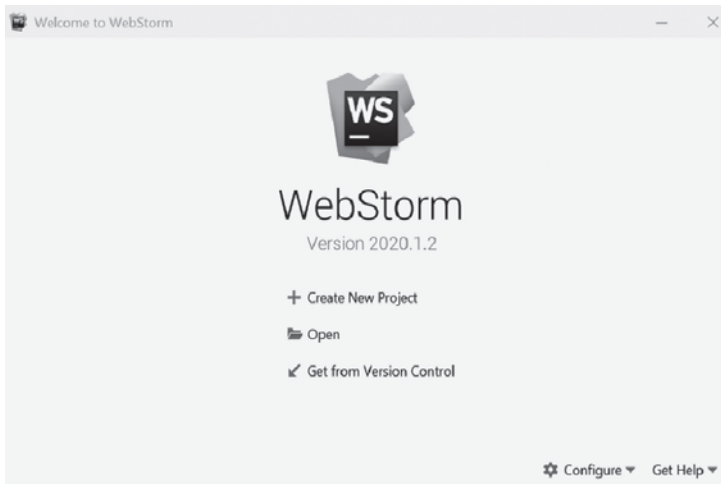 Welcome to WebStorm
WS
WebStorm
Version 2020.1.2
Create New Project
Open
Get from Version Control
Configure Get Help